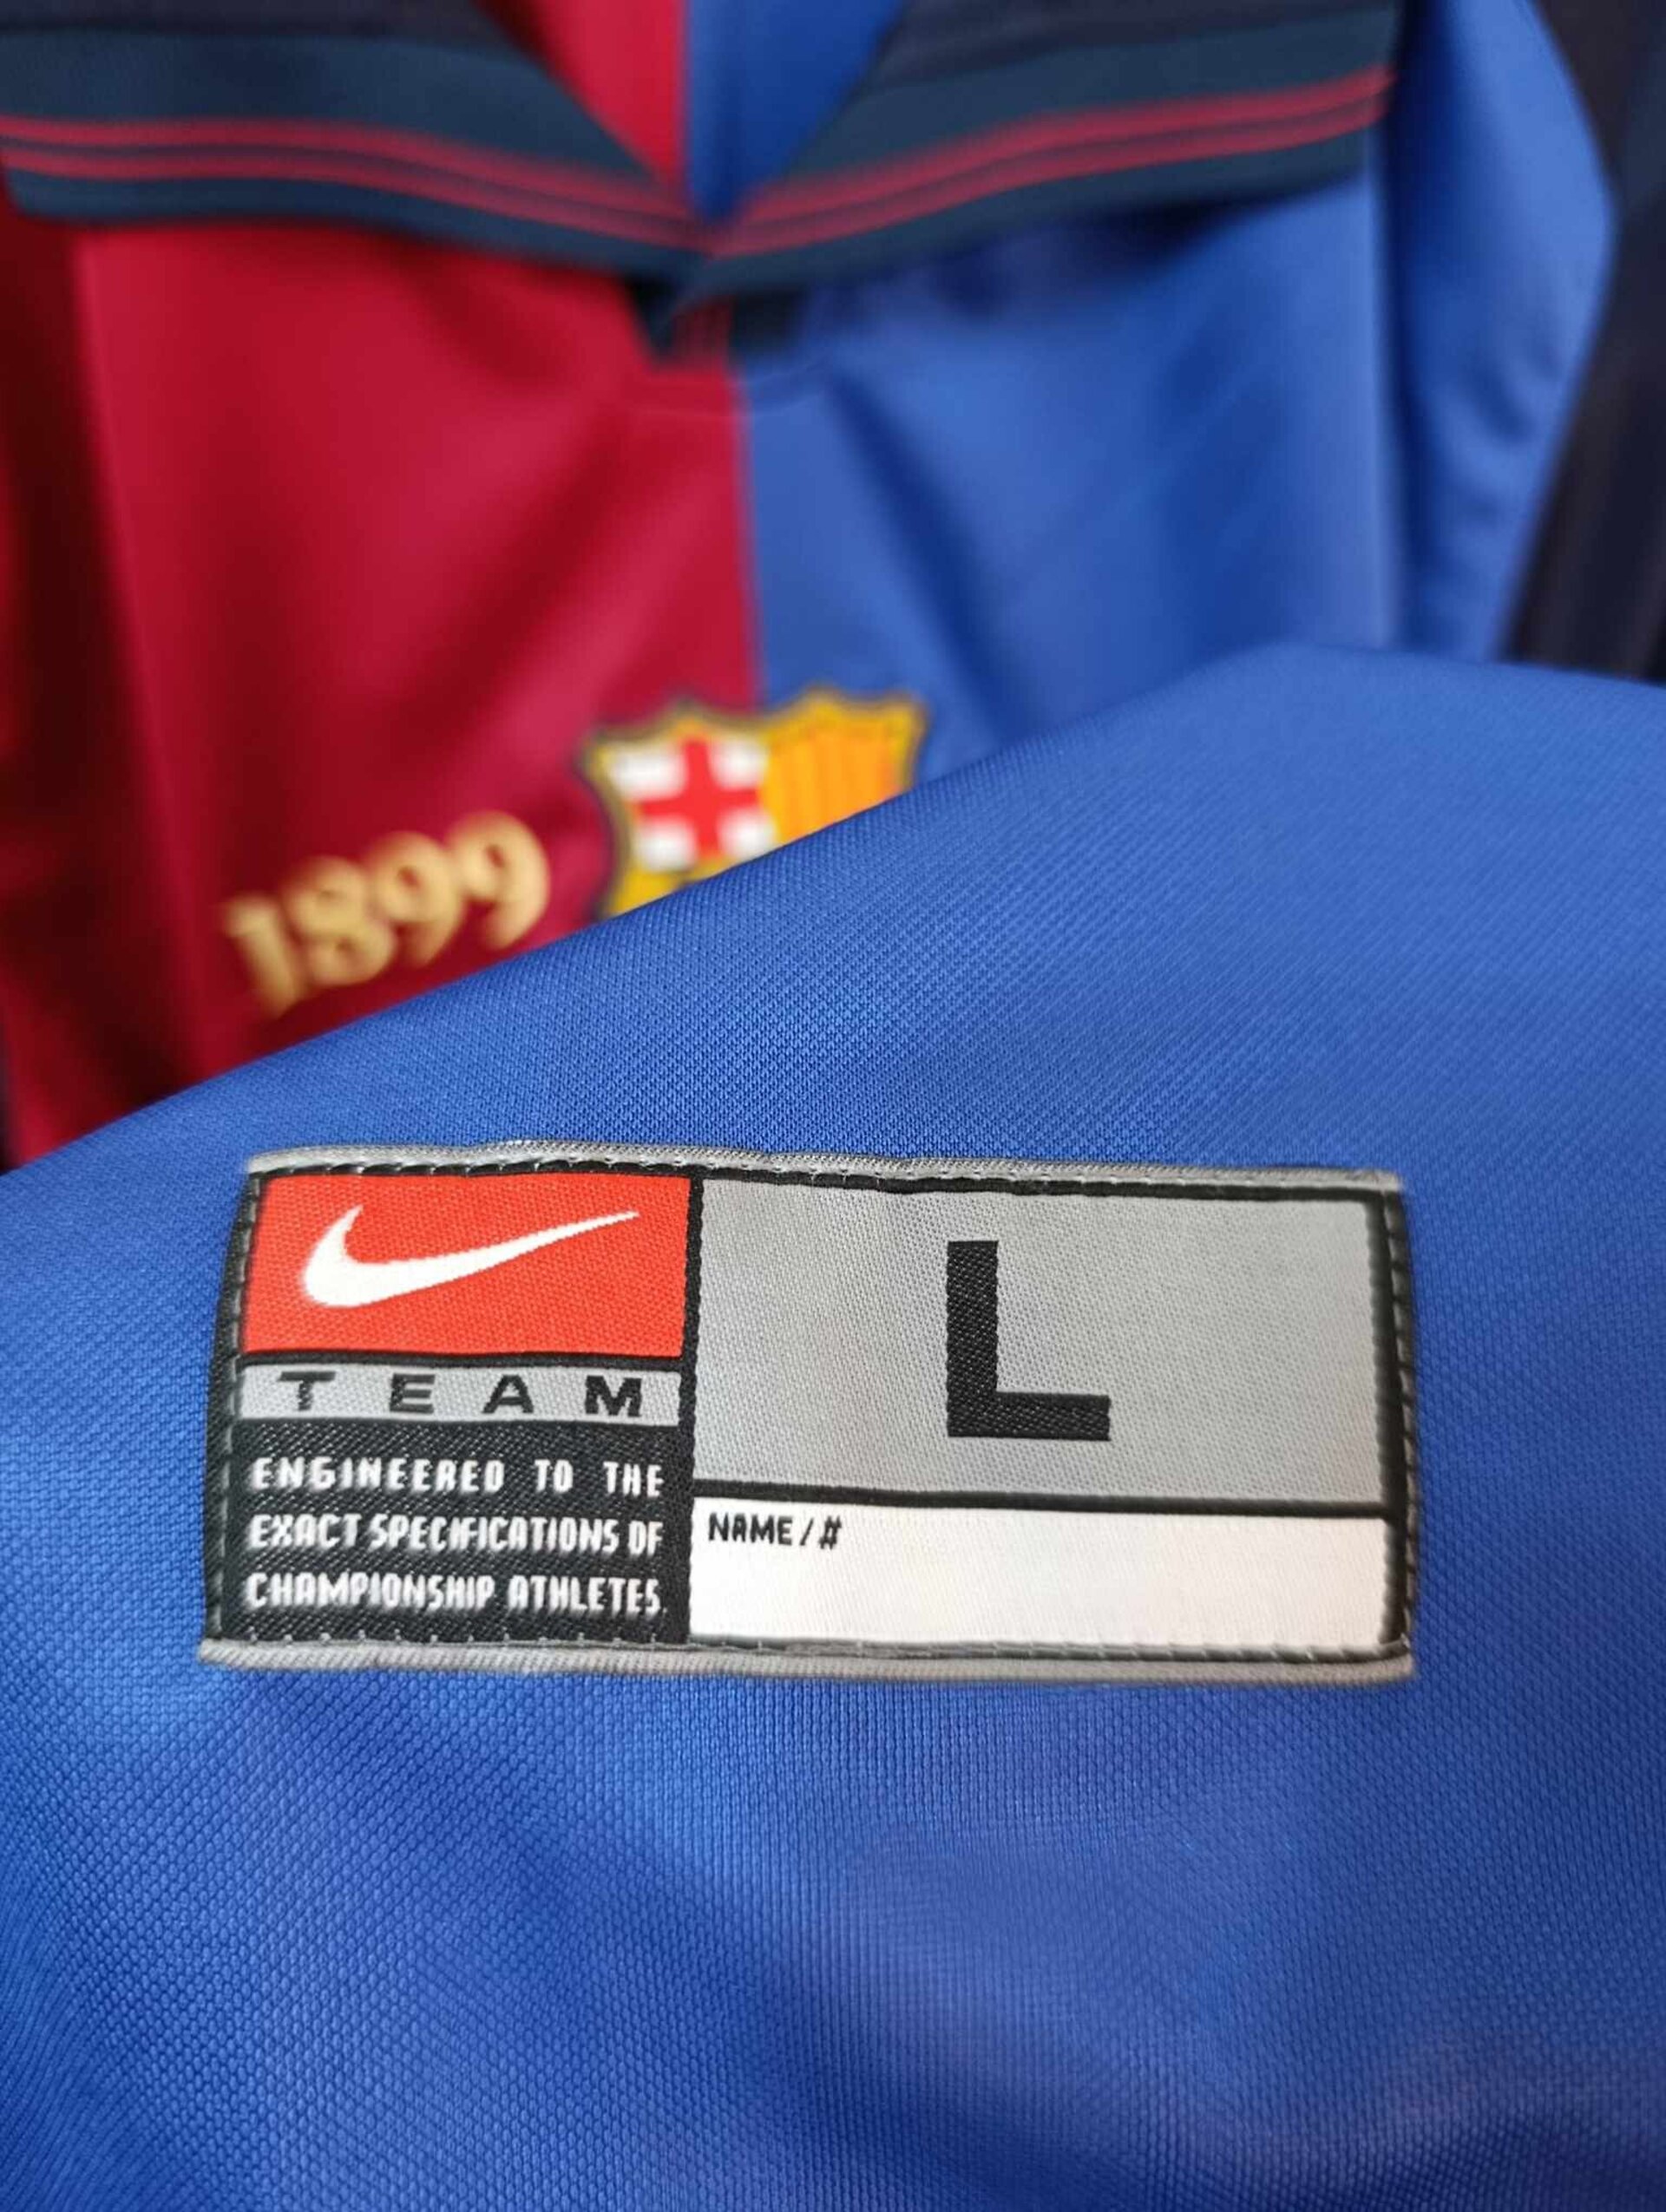 1899
L
TEAM
ENGINEERED TO THE
EXACT SPECIFICATIONS OF
CHAMPIONSHIP ATHLETES.
NAME/#